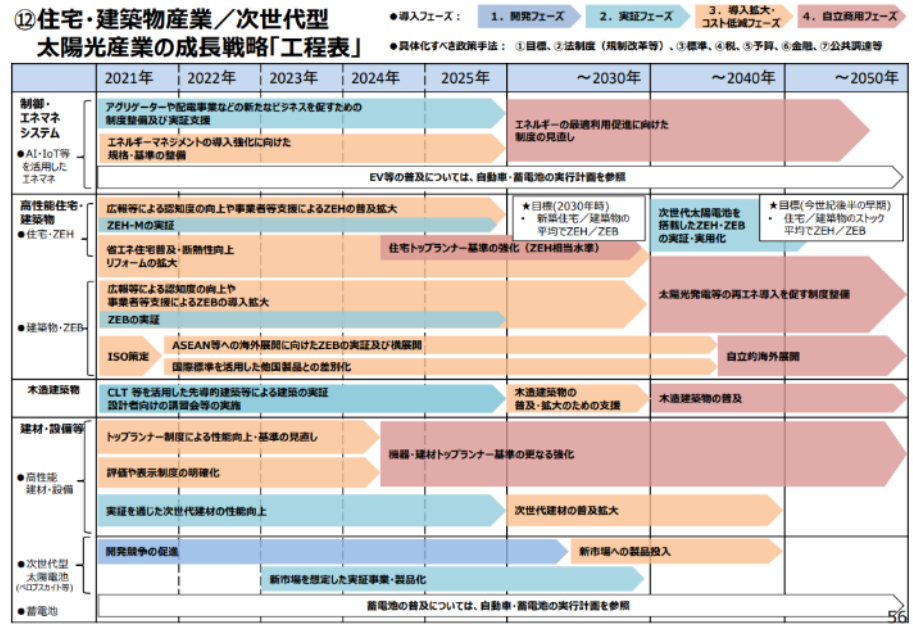 ⑫住宅・建築物産業／次世代型
太陽光産業の成長戦略「工程表」
●導入フェーズ：
1．開発フェーズ
2．実証フェーズ
3．導入拡大・
コスト低減フェーズ
4．自立商用フェーズ
●具体化すべき政策手法： ①目標、②法制度（規制改革等）、③標準、④税、⑤予算、⑥金融、⑦公共調達等
2021年
2022年
2023年
2024年
2025年
～2030年
～2040年
～2050年
制御・
エネマネ
システム
●AI・IoT等
を活用した
エネマネ
アグリゲーターや配電事業などの新たなビジネスを促すための
制度整備及び実証支援
エネルギーマネジメントの導入強化に向けた
規格・基準の整備
エネルギーの最適利用促進に向けた
制度の見直し
EV等の普及については、自動車・蓄電池の実行計画を参照
高性能住宅・
建築物
●住宅・ZEH
広報等による認知度の向上や事業者等支援によるZEHの普及拡大
ZEH-Mの実証
省エネ住宅普及・断熱性向上
リフォームの拡大
住宅トップランナー基準の強化（ZEH相当水準）
★目標(2030年時)
・ 新築住宅／建築物の
平均でZEH／ZEB
次世代太陽電池を
搭載したZEH・ZEB
の実証・実用化
★目標(今世紀後半の早期)
・ 住宅／建築物のストック
平均でZEH／ZEB
●建築物・ZEB
広報等による認知度の向上や
事業者等支援によるZEBの導入拡大
ZEBの実証
太陽光発電等の再エネ導入を促す制度整備
ISO策定
ASEAN等への海外展開に向けたZEBの実証及び横展開
国際標準を活用した他国製品との差別化
自立的海外展開
木造建築物
CLT 等を活用した先導的建築等による建築の実証
設計者向けの講習会等の実施
木造建築物の
普及・拡大のための支援
木造建築物の普及
建材・設備等
●高性能
建材・設備
トップランナー制度による性能向上・基準の見直し
評価や表示制度の明確化
機器・建材トップランナー基準の更なる強化
実証を通じた次世代建材の性能向上
次世代建材の普及拡大
●次世代型
太陽電池
(ペロブスカイト等)
開発競争の促進
新市場への製品投入
新市場を想定した実証事業・製品化
●蓄電池
蓄電池の普及については、自動車・蓄電池の実行計画を参照
56